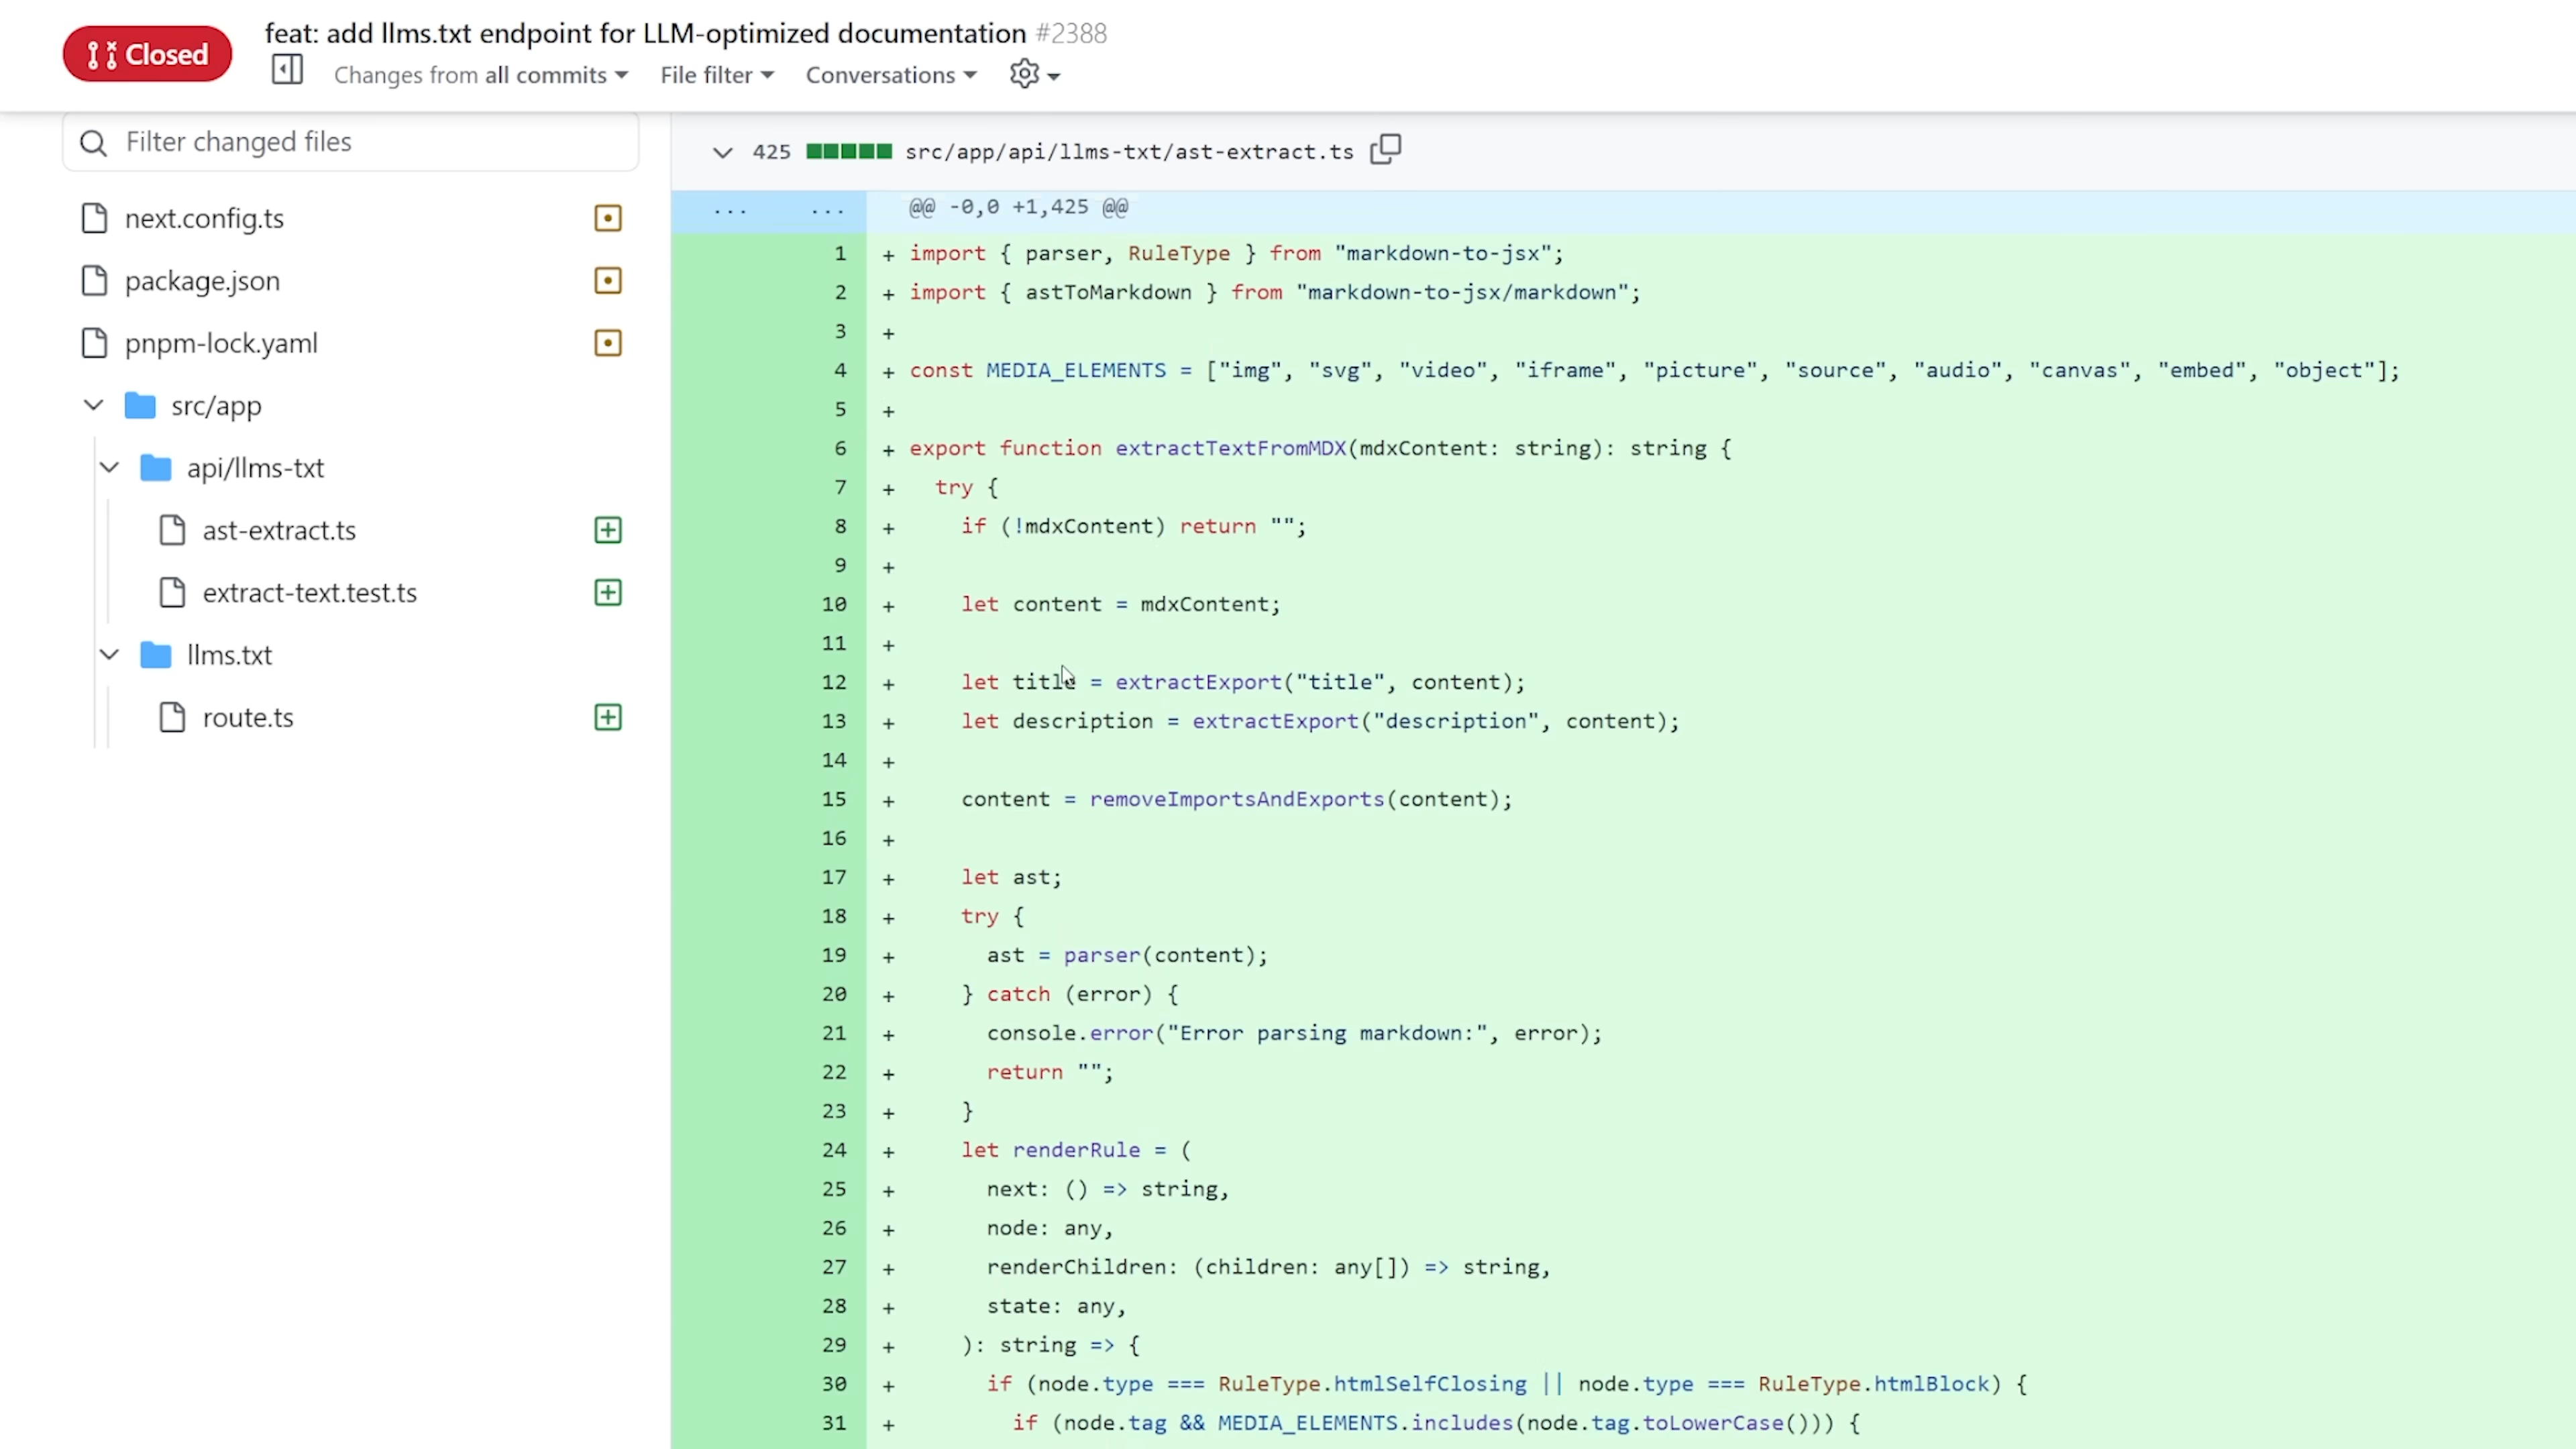 Closed
feat: add llms.txt endpoint for LLM-optimized documentation #2388
Changes from all commits File filter Conversations
Filter changed files
next.config.ts
package.json
pnpm-lock.yaml
src/app
api/llms-txt
ast-extract.ts
extract-text.test.ts
llms.txt
route.ts
425 src/app/api/llms-txt/ast-extract.ts
... ... @@ -0,0 +1,425 @@
1 + import { parser, RuleType } from "markdown-to-jsx";
2 + import { astToMarkdown } from "markdown-to-jsx/markdown";
3 +
4 + const MEDIA_ELEMENTS = ["img", "svg", "video", "iframe", "picture", "source", "audio", "canvas", "embed", "object"];
5 +
6 + export function extractTextFromMDX(mdxContent: string): string {
7 + try {
8 + if (!mdxContent) return "";
9 +
10 + let content = mdxContent;
11 +
12 + let title = extractExport("title", content);
13 + let description = extractExport("description", content);
14 +
15 + content = removeImportsAndExports(content);
16 +
17 + let ast;
18 + try {
19 + ast = parser(content);
20 + } catch (error) {
21 + console.error("Error parsing markdown:", error);
22 + return "";
23 + }
24 + let renderRule = (
25 + next: () => string,
26 + node: any,
27 + renderChildren: (children: any[]) => string,
28 + state: any,
29 + ): string => {
30 + if (node.type === RuleType.htmlSelfClosing || node.type === RuleType.htmlBlock) {
31 + if (node.tag && MEDIA_ELEMENTS.includes(node.tag.toLowerCase())) {